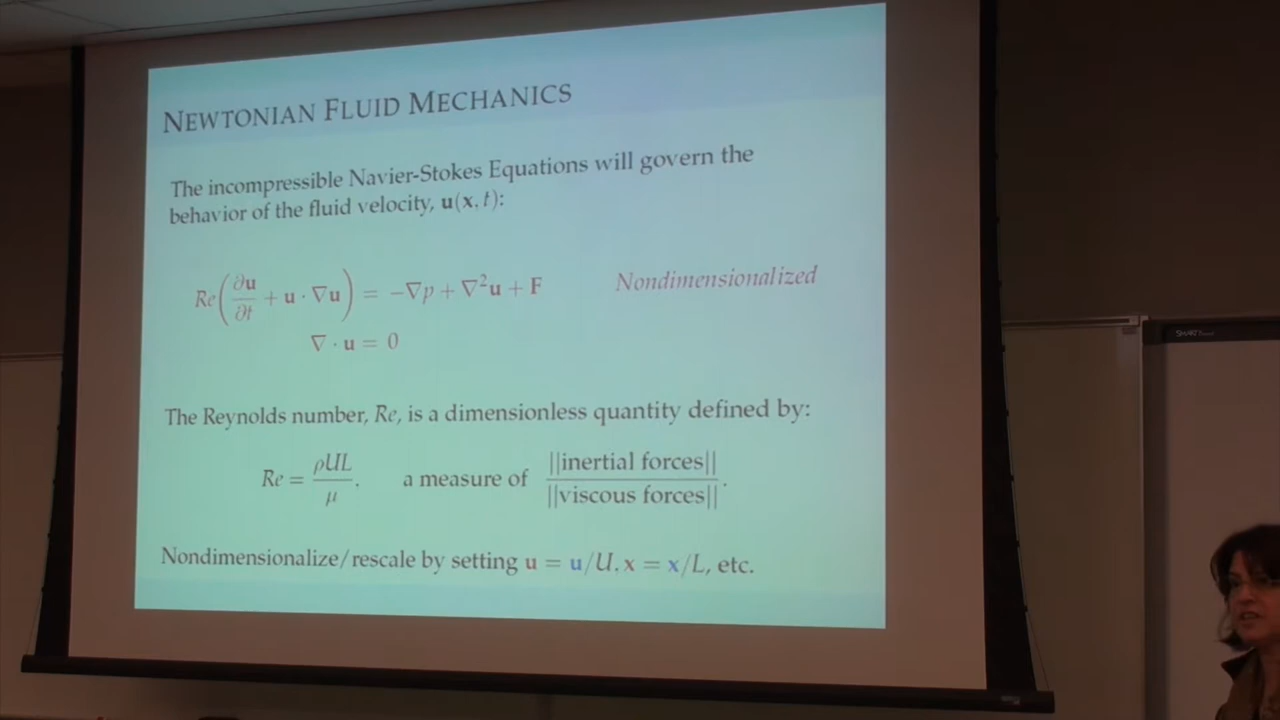 NEWTONIAN FLUID MECHANICS
The incompressible Navier-Stokes Equations will govern the
behavior of the fluid velocity, u(x, t):
Re(∂u/∂t + u · ∇u) = −∇p + ∇²u + F Nondimensionalized
∇ · u = 0
The Reynolds number, Re, is a dimensionless quantity defined by:
Re = ρUL/μ, a measure of ||inertial forces||/||viscous forces||.
Nondimensionalize/rescale by setting u = u/U, x = x/L, etc.
SMART